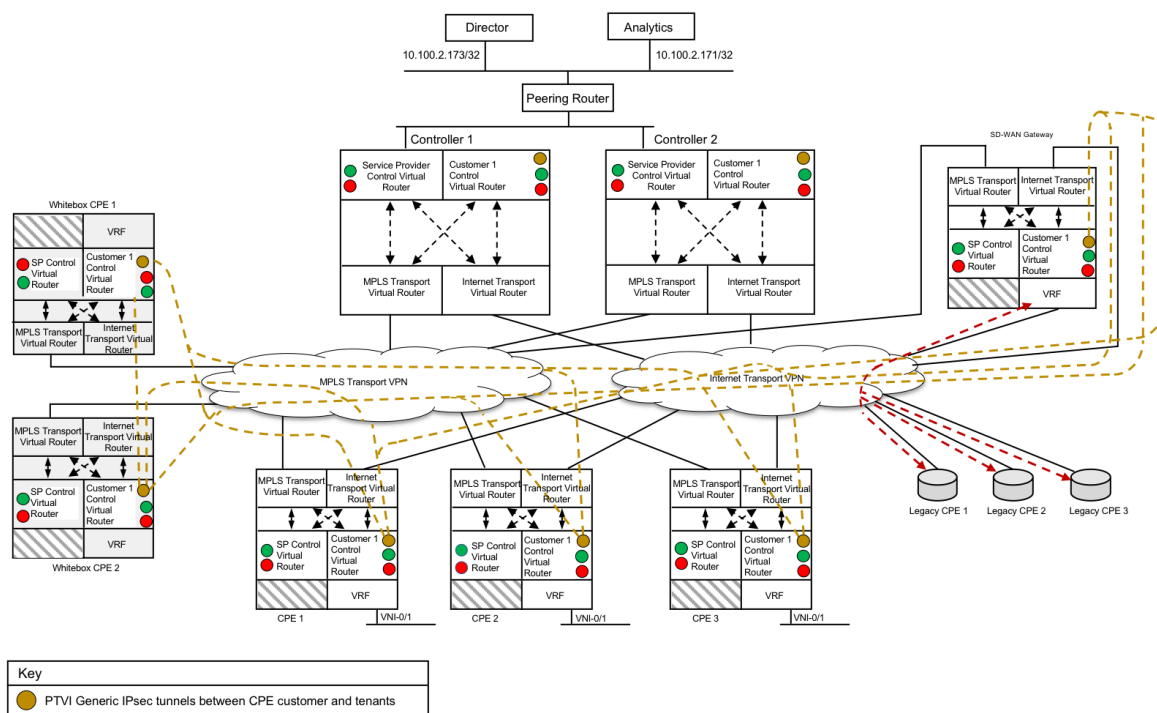 Director
Analytics
10.100.2.173/32
10.100.2.171/32
Peering Router
Controller 1
Controller 2
Service Provider
Control Virtual
Router
Customer 1
Control
Virtual Router
MPLS Transport
Virtual Router
Internet Transport
Virtual Router
Service Provider
Control Virtual
Router
Customer 1
Control
Virtual Router
MPLS Transport
Virtual Router
Internet Transport
Virtual Router
SD-WAN Gateway
MPLS Transport
Virtual Router
Internet Transport
Virtual Router
SP Control
Virtual
Router
Customer 1
Control
Virtual
Router
VRF
Whitebox CPE 1
VRF
SP Control
Virtual
Router
Customer 1
Control
Virtual
Router
MPLS Transport
Virtual Router
Internet
Transport Virtual
Router
MPLS Transport VPN
Internet Transport VPN
MPLS Transport
Virtual Router
Internet
Transport Virtual
Router
SP Control
Virtual
Router
Customer 1
Control
Virtual
Router
VRF
Whitebox CPE 2
MPLS Transport
Virtual Router
Internet
Transport Virtual
Router
SP Control
Virtual
Router
Customer 1
Control
Virtual
Router
VRF
CPE 1
VNI-0/1
MPLS Transport
Virtual Router
Internet
Transport Virtual
Router
SP Control
Virtual
Router
Customer 1
Control
Virtual
Router
VRF
CPE 2
VNI-0/1
MPLS Transport
Virtual Router
Internet
Transport Virtual
Router
SP Control
Virtual
Router
Customer 1
Control
Virtual
Router
VRF
CPE 3
VNI-0/1
Legacy CPE 1
Legacy CPE 2
Legacy CPE 3
Key
PTVI Generic IPsec tunnels between CPE customer and tenants